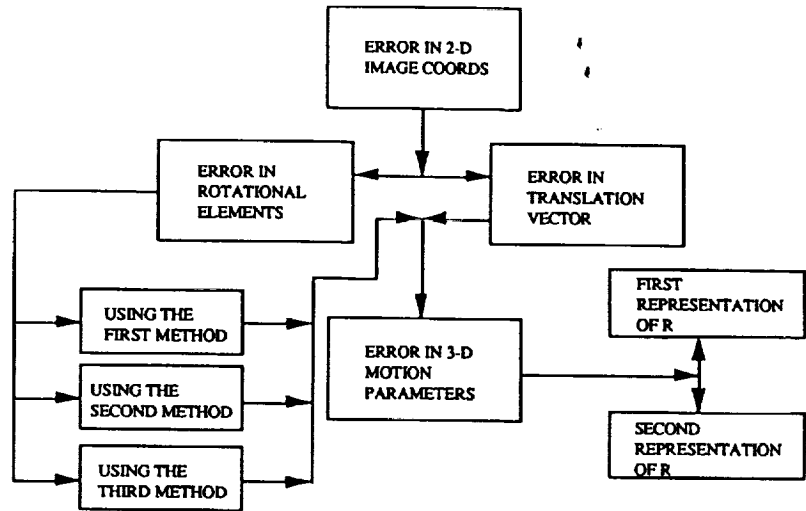 ERROR IN 2-D
IMAGE COORDS
ERROR IN
ROTATIONAL
ELEMENTS
ERROR IN
TRANSLATION
VECTOR
USING THE
FIRST METHOD
USING THE
SECOND METHOD
USING THE
THIRD METHOD
ERROR IN 3-D
MOTION
PARAMETERS
FIRST
REPRESENTATION
OF R
SECOND
REPRESENTATION
OF R